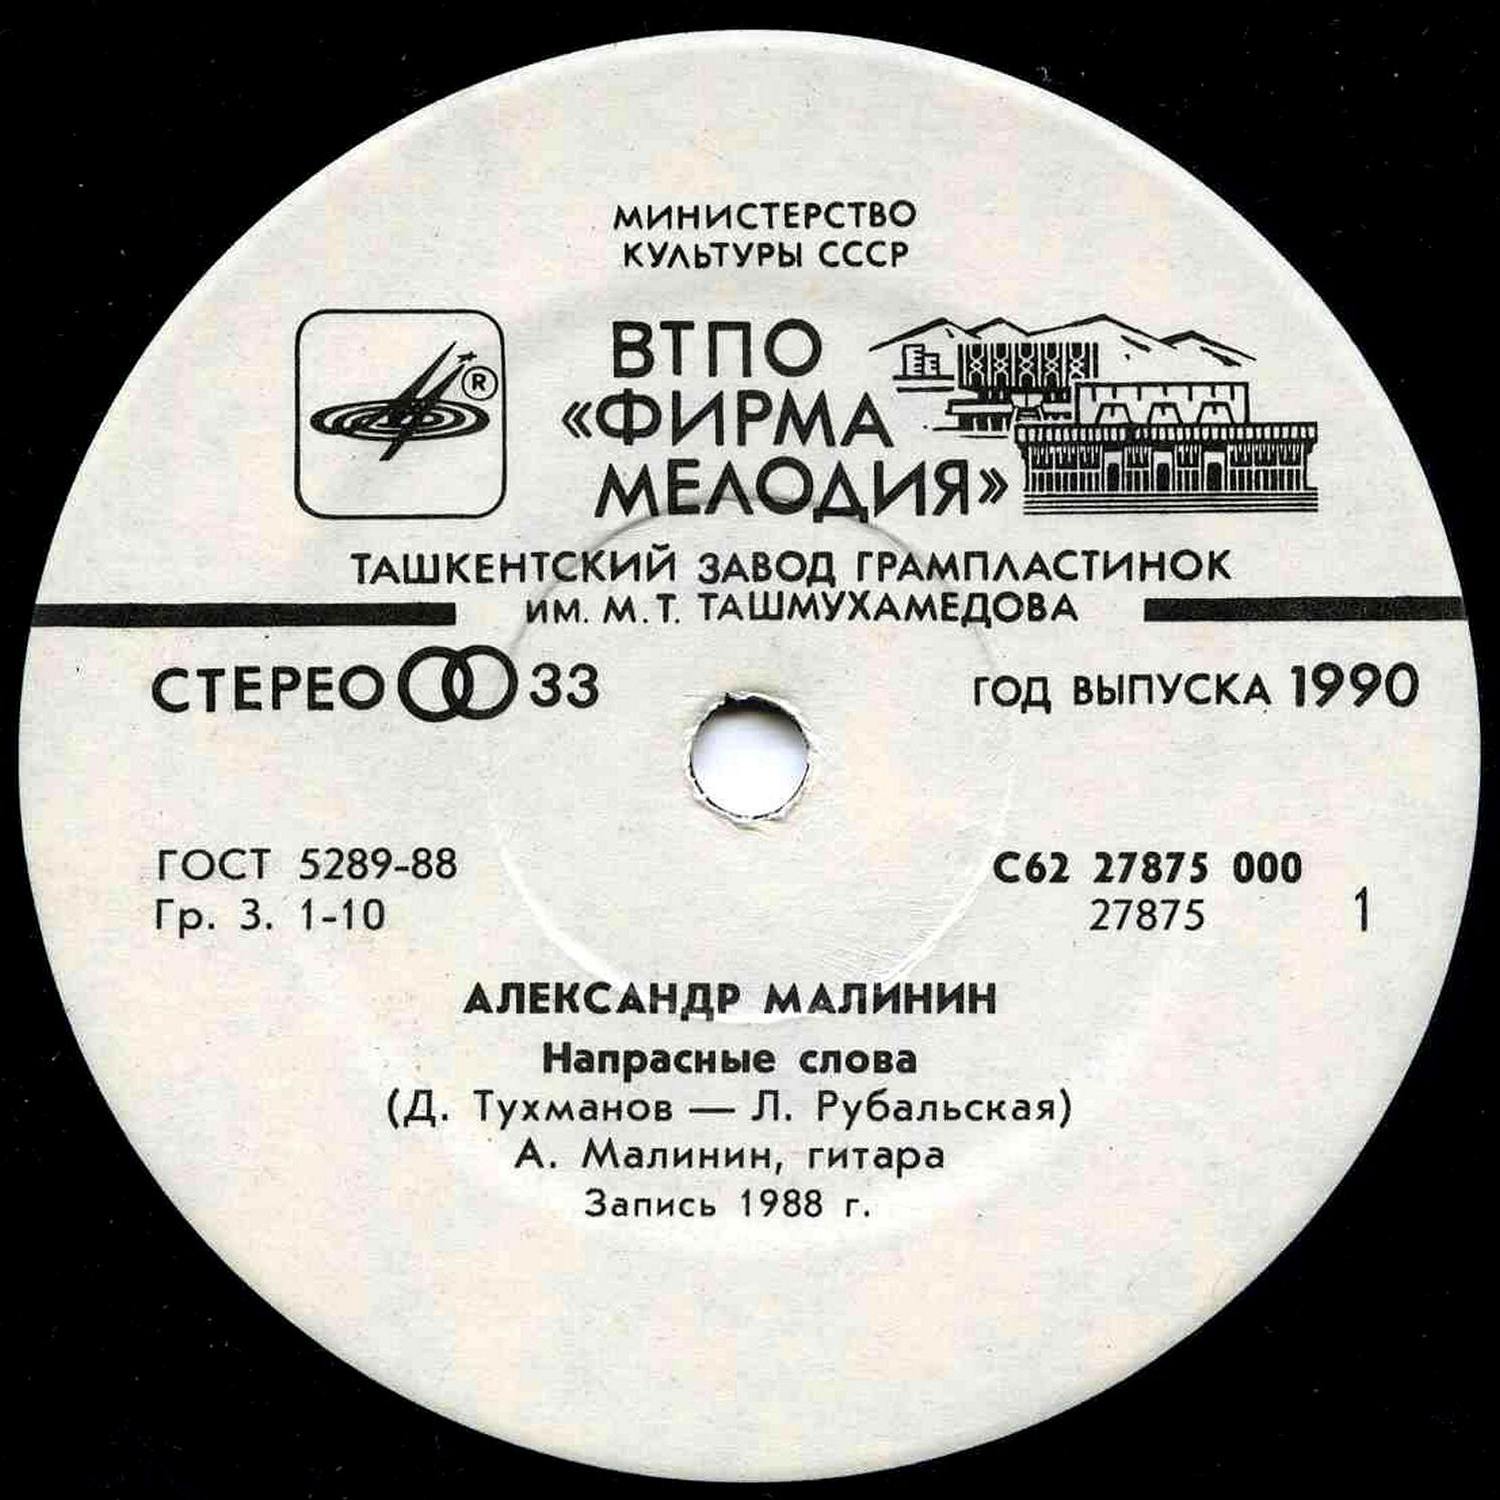 МИНИСТЕРСТВО
КУЛЬТУРЫ СССР
ВТПО
«ФИРМА
МЕЛОДИЯ»
®
ТАШКЕНТСКИЙ ЗАВОД ГРАМПЛАСТИНОК
ИМ. М. Т. ТАШМУХАМЕДОВА
СТЕРЕО 33
ГОД ВЫПУСКА 1990
ГОСТ 5289-88
Гр. 3. 1-10
С62 27875 000
27875 1
АЛЕКСАНДР МАЛИНИН
Напрасные слова
(Д. Тухманов — Л. Рубальская)
А. Малинин, гитара
Запись 1988 г.